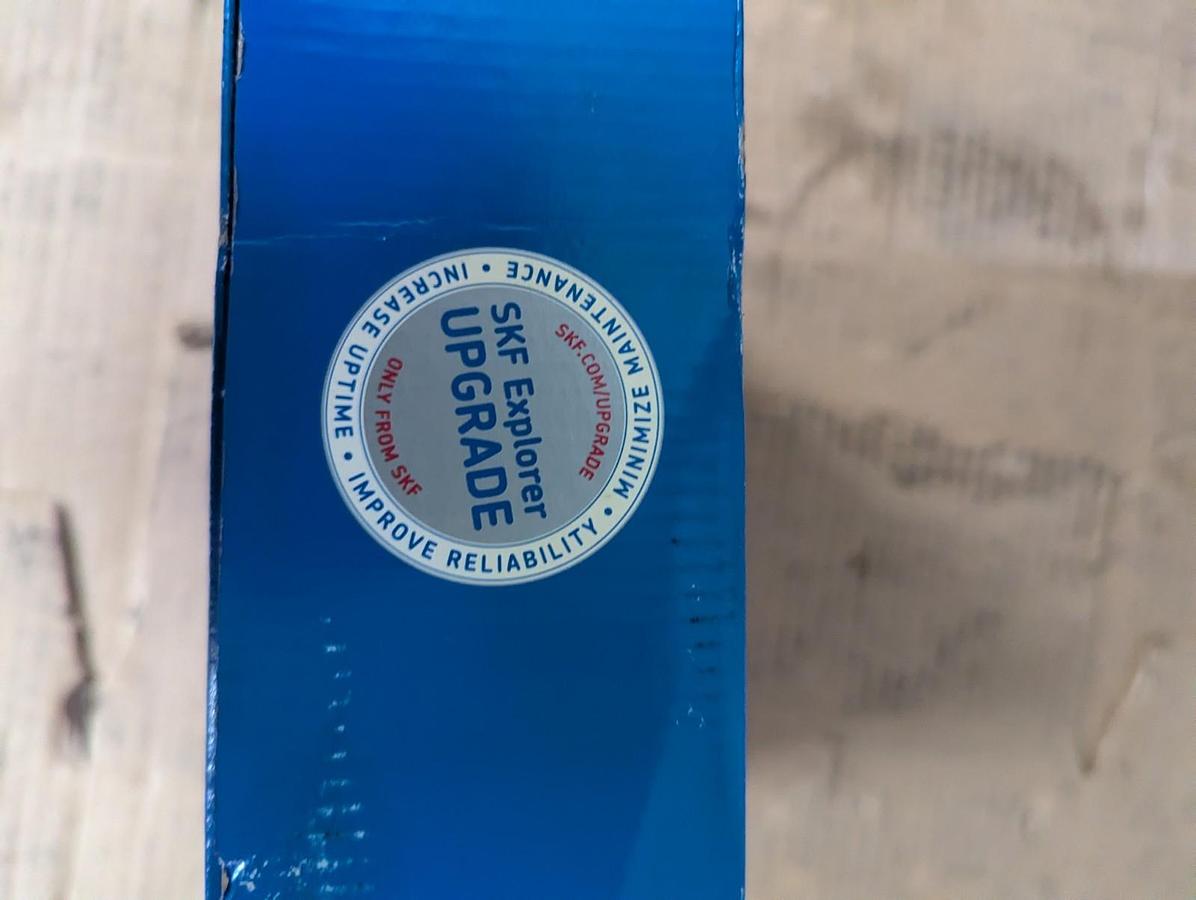 SKF.COM/UPGRADE
SKF Explorer
UPGRADE
ONLY FROM SKF
INCREASE UPTIME • IMPROVE RELIABILITY • MINIMIZE MAINTENANCE •